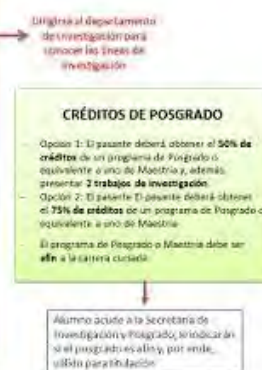 Dirigirse al departamento
de investigación para
conocer las líneas de
investigación
CRÉDITOS DE POSGRADO
- Opción 1: El pasante deberá obtener el 50% de
créditos de un programa de Posgrado o
equivalente a uno de Maestría y, además,
presentar 2 trabajos de investigación.
- Opción 2: El pasante El pasante deberá obtener
el 75% de créditos de un programa de Posgrado o
equivalente a uno de Maestría
El programa de Posgrado o Maestría debe ser
afín a la carrera cursada.
Alumno acude a la Secretaría de
Investigación y Posgrado, le indicarán
si el posgrado es afín y, por ende,
válido para titulación